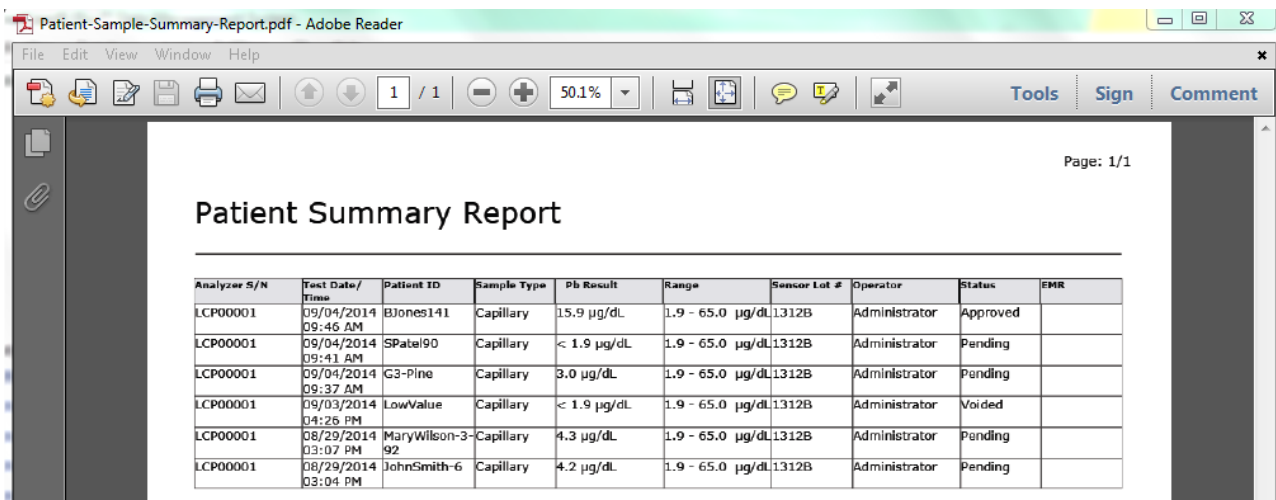 Patient-Sample-Summary-Report.pdf - Adobe Reader
File Edit View Window Help
1 / 1 50.1% Tools Sign Comment
Page: 1/1
Patient Summary Report
Analyzer S/N Test Date/ Time Patient ID Sample Type Pb Result Range Sensor Lot # Operator Status EMR
LCP00001 09/04/2014 09:46 AM BJones141 Capillary 15.9 µg/dL 1.9 - 65.0 µg/dL 1312B Administrator Approved
LCP00001 09/04/2014 09:41 AM SPatel90 Capillary < 1.9 µg/dL 1.9 - 65.0 µg/dL 1312B Administrator Pending
LCP00001 09/04/2014 09:37 AM G3-Pine Capillary 3.0 µg/dL 1.9 - 65.0 µg/dL 1312B Administrator Pending
LCP00001 09/03/2014 04:26 PM LowValue Capillary < 1.9 µg/dL 1.9 - 65.0 µg/dL 1312B Administrator Voided
LCP00001 08/29/2014 03:07 PM MaryWilson-3-92 Capillary 4.3 µg/dL 1.9 - 65.0 µg/dL 1312B Administrator Pending
LCP00001 08/29/2014 03:04 PM JohnSmith-6 Capillary 4.2 µg/dL 1.9 - 65.0 µg/dL 1312B Administrator Pending